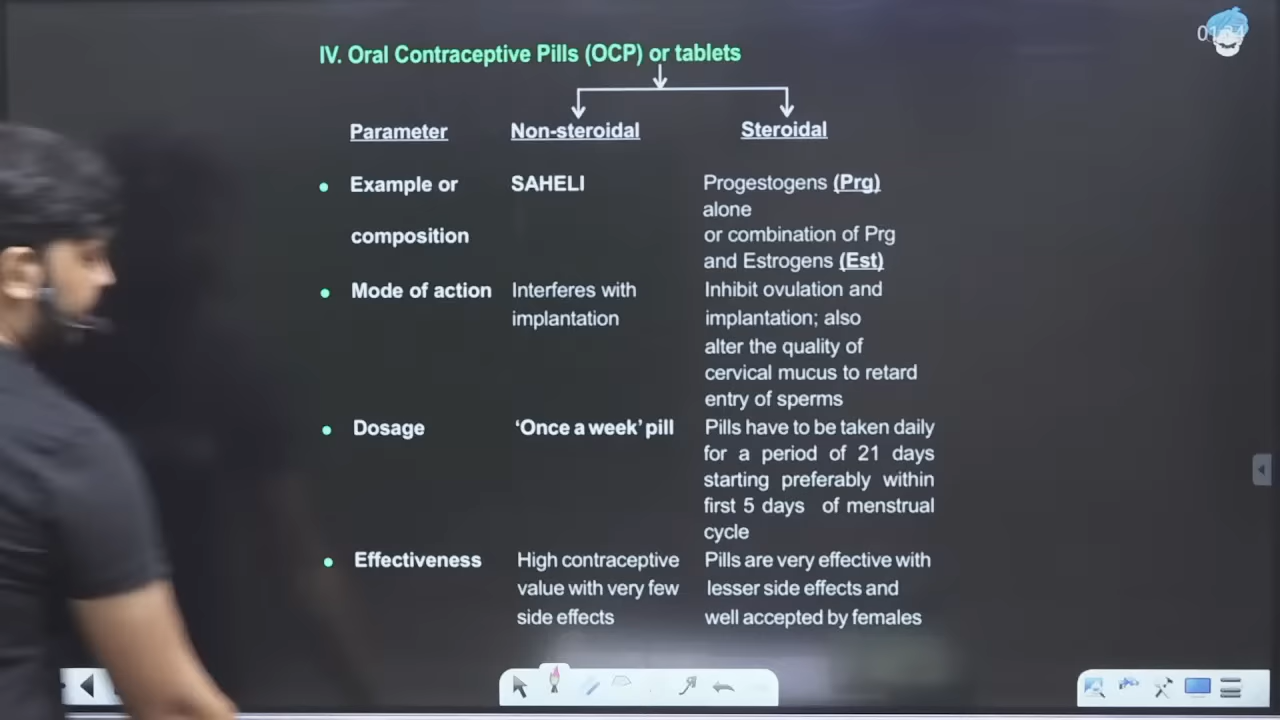 IV. Oral Contraceptive Pills (OCP) or tablets
Parameter Non-steroidal Steroidal
Example or SAHELI Progestogens (Prg)
alone
composition or combination of Prg
and Estrogens (Est)
Mode of action Interferes with Inhibit ovulation and
implantation implantation; also
alter the quality of
cervical mucus to retard
entry of sperms
Dosage 'Once a week' pill Pills have to be taken daily
for a period of 21 days
starting preferably within
first 5 days of menstrual
cycle
Effectiveness High contraceptive Pills are very effective with
value with very few lesser side effects and
side effects well accepted by females